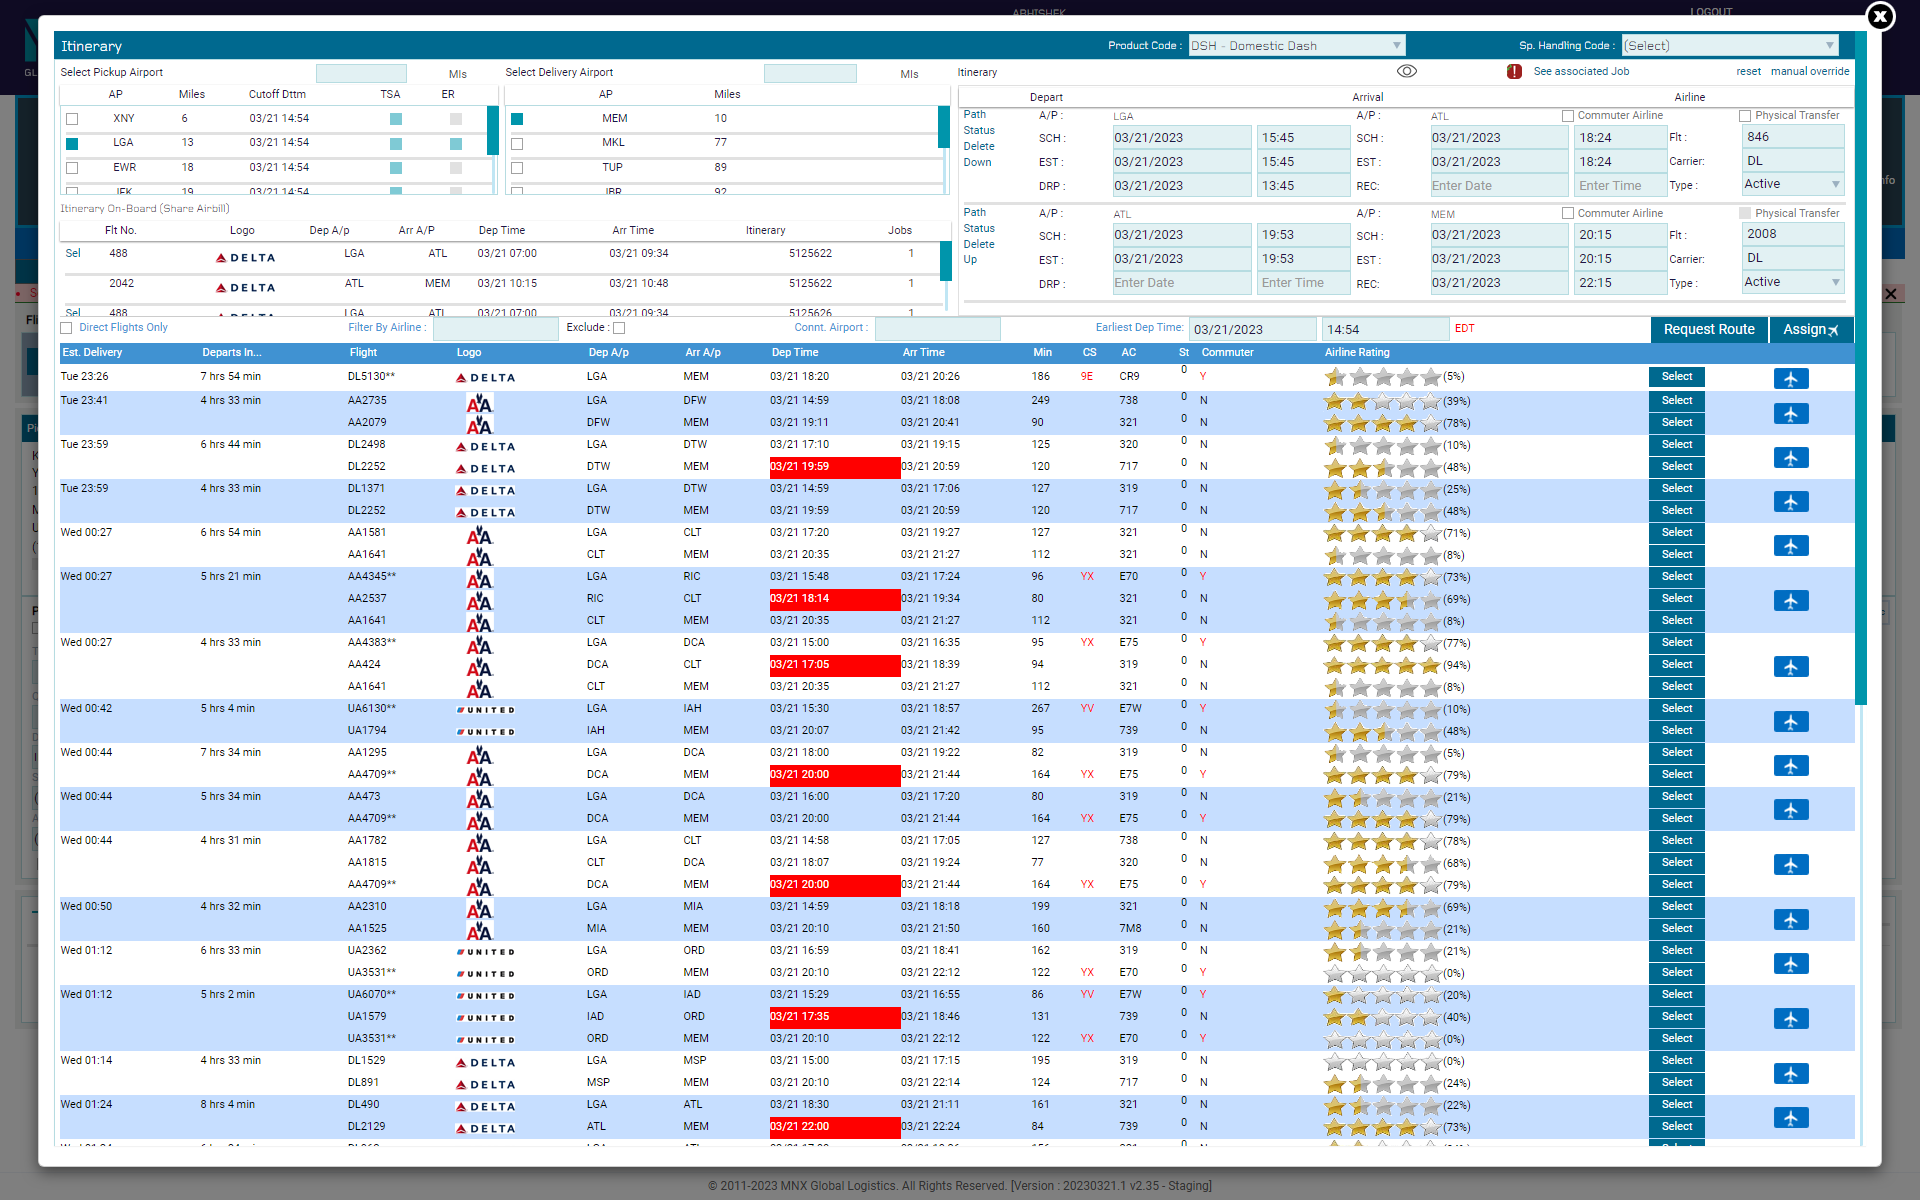 ABHISHEK
LOGOUT
Itinerary
Product Code : DSH - Domestic Dash
Sp. Handling Code : (Select)
Select Pickup Airport Mls
Select Delivery Airport Mls
Itinerary
See associated Job
reset manual override
AP Miles Cutoff Dttm TSA ER
XNY 6 03/21 14:54
LGA 13 03/21 14:54
EWR 18 03/21 14:54
JFK 19 03/21 14:54
AP Miles
MEM 10
MKL 77
TUP 89
JBR 92
Depart Arrival Airline
Path A/P : LGA A/P : ATL Commuter Airline Physical Transfer
Status SCH : 03/21/2023 15:45 SCH : 03/21/2023 18:24 Flt : 846
Delete
Down EST : 03/21/2023 15:45 EST : 03/21/2023 18:24 Carrier: DL
DRP : 03/21/2023 13:45 REC: Enter Date Enter Time Type : Active
Path A/P : ATL A/P : MEM Commuter Airline Physical Transfer
Status SCH : 03/21/2023 19:53 SCH : 03/21/2023 20:15 Flt : 2008
Delete
Up EST : 03/21/2023 19:53 EST : 03/21/2023 20:15 Carrier: DL
DRP : Enter Date Enter Time REC: 03/21/2023 22:15 Type : Active
Itinerary On-Board (Share Airbill)
Flt No. Logo Dep A/p Arr A/P Dep Time Arr Time Itinerary Jobs
Sel 488 DELTA LGA ATL 03/21 07:00 03/21 09:34 5125622 1
2042 DELTA ATL MEM 03/21 10:15 03/21 10:48 5125622 1
Sel 488 DELTA LGA ATL 03/21 07:00 03/21 09:34 5125626 1
Direct Flights Only Filter By Airline : Exclude : Connt. Airport : Earliest Dep Time: 03/21/2023 14:54 EDT Request Route Assign
Est. Delivery Departs In... Flight Logo Dep A/p Arr A/p Dep Time Arr Time Min CS AC St Commuter Airline Rating
Tue 23:26 7 hrs 54 min DL5130** DELTA LGA MEM 03/21 18:20 03/21 20:26 186 9E CR9 0 Y (5%) Select
Tue 23:41 4 hrs 33 min AA2735 AA LGA DFW 03/21 14:59 03/21 18:08 249 738 0 N (39%) Select
AA2079 AA DFW MEM 03/21 19:11 03/21 20:41 90 321 0 N (78%) Select
Tue 23:59 6 hrs 44 min DL2498 DELTA LGA DTW 03/21 17:10 03/21 19:15 125 320 0 N (10%) Select
DL2252 DELTA DTW MEM 03/21 19:59 03/21 20:59 120 717 0 N (48%) Select
Tue 23:59 4 hrs 33 min DL1371 DELTA LGA DTW 03/21 14:59 03/21 17:06 127 319 0 N (25%) Select
DL2252 DELTA DTW MEM 03/21 19:59 03/21 20:59 120 717 0 N (48%) Select
Wed 00:27 6 hrs 54 min AA1581 AA LGA CLT 03/21 17:20 03/21 19:27 127 321 0 N (71%) Select
AA1641 AA CLT MEM 03/21 20:35 03/21 21:27 112 321 0 N (8%) Select
Wed 00:27 5 hrs 21 min AA4345** AA LGA RIC 03/21 15:48 03/21 17:24 96 YX E70 0 Y (73%) Select
AA2537 AA RIC CLT 03/21 18:14 03/21 19:34 80 321 0 N (69%) Select
AA1641 AA CLT MEM 03/21 20:35 03/21 21:27 112 321 0 N (8%) Select
Wed 00:27 4 hrs 33 min AA4383** AA LGA DCA 03/21 15:00 03/21 16:35 95 YX E75 0 Y (77%) Select
AA424 AA DCA CLT 03/21 17:05 03/21 18:39 94 319 0 N (94%) Select
AA1641 AA CLT MEM 03/21 20:35 03/21 21:27 112 321 0 N (8%) Select
Wed 00:42 5 hrs 4 min UA6130** UNITED LGA IAH 03/21 15:30 03/21 18:57 267 YV E7W 0 Y (10%) Select
UA1794 UNITED IAH MEM 03/21 20:07 03/21 21:42 95 739 0 N (48%) Select
Wed 00:44 7 hrs 34 min AA1295 AA LGA DCA 03/21 18:00 03/21 19:22 82 319 0 N (5%) Select
AA4709** AA DCA MEM 03/21 20:00 03/21 21:44 164 YX E75 0 Y (79%) Select
Wed 00:44 5 hrs 34 min AA473 AA LGA DCA 03/21 16:00 03/21 17:20 80 319 0 N (21%) Select
AA4709** AA DCA MEM 03/21 20:00 03/21 21:44 164 YX E75 0 Y (79%) Select
Wed 00:44 4 hrs 31 min AA1782 AA LGA CLT 03/21 14:58 03/21 17:05 127 738 0 N (78%) Select
AA1815 AA CLT DCA 03/21 18:07 03/21 19:24 77 320 0 N (68%) Select
AA4709** AA DCA MEM 03/21 20:00 03/21 21:44 164 YX E75 0 Y (79%) Select
Wed 00:50 4 hrs 32 min AA2310 AA LGA MIA 03/21 14:59 03/21 18:18 199 321 0 N (69%) Select
AA1525 AA MIA MEM 03/21 20:10 03/21 21:50 160 7M8 0 N (21%) Select
Wed 01:12 6 hrs 33 min UA2362 UNITED LGA ORD 03/21 16:59 03/21 18:41 162 319 0 N (21%) Select
UA3531** UNITED ORD MEM 03/21 20:10 03/21 22:12 122 YX E70 0 Y (0%) Select
Wed 01:12 5 hrs 2 min UA6070** UNITED LGA IAD 03/21 15:29 03/21 16:55 86 YV E7W 0 Y (20%) Select
UA1579 UNITED IAD ORD 03/21 17:35 03/21 18:46 131 739 0 N (40%) Select
UA3531** UNITED ORD MEM 03/21 20:10 03/21 22:12 122 YX E70 0 Y (0%) Select
Wed 01:14 4 hrs 33 min DL1529 DELTA LGA MSP 03/21 15:00 03/21 17:15 195 319 0 N (0%) Select
DL891 DELTA MSP MEM 03/21 20:10 03/21 22:14 124 717 0 N (24%) Select
Wed 01:24 8 hrs 4 min DL490 DELTA LGA ATL 03/21 18:30 03/21 21:11 161 321 0 N (22%) Select
DL2129 DELTA ATL MEM 03/21 22:00 03/21 22:24 84 739 0 N (73%) Select
© 2011-2023 MNX Global Logistics. All Rights Reserved. [Version : 20230321.1 v2.35 - Staging]